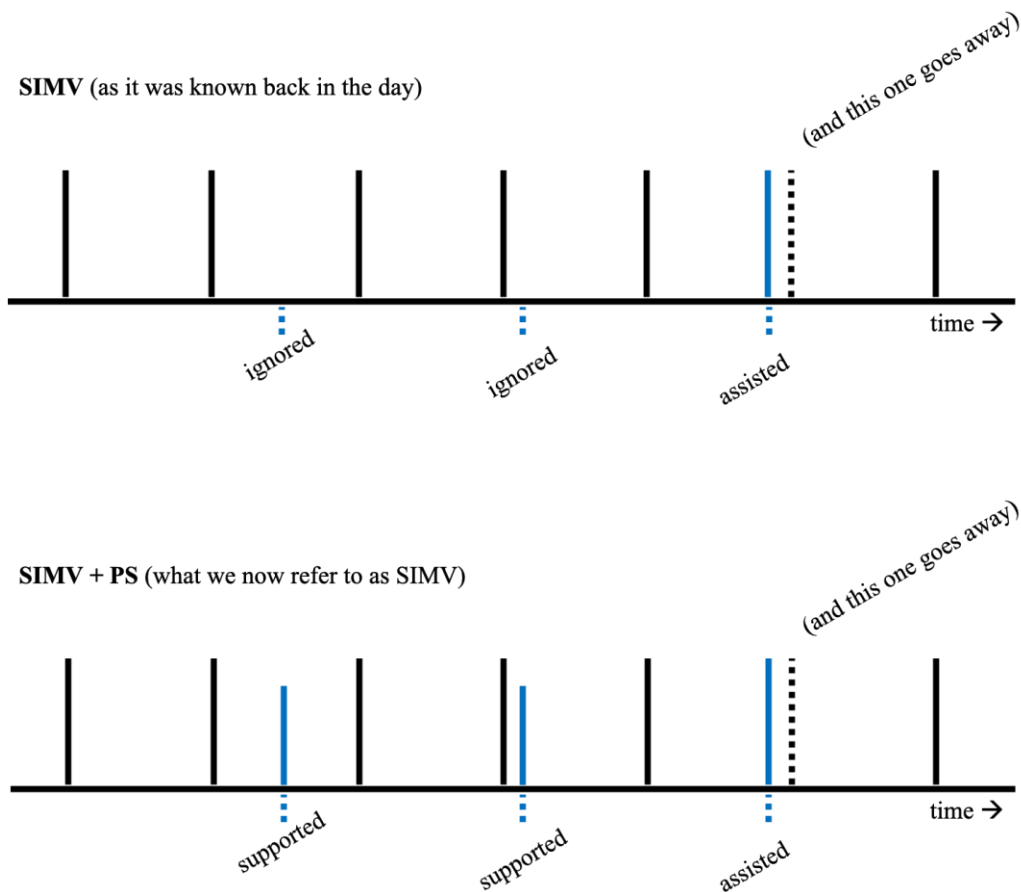 SIMV (as it was known back in the day)
(and this one goes away)
time →
ignored
ignored
assisted
SIMV + PS (what we now refer to as SIMV)
(and this one goes away)
time →
supported
supported
assisted